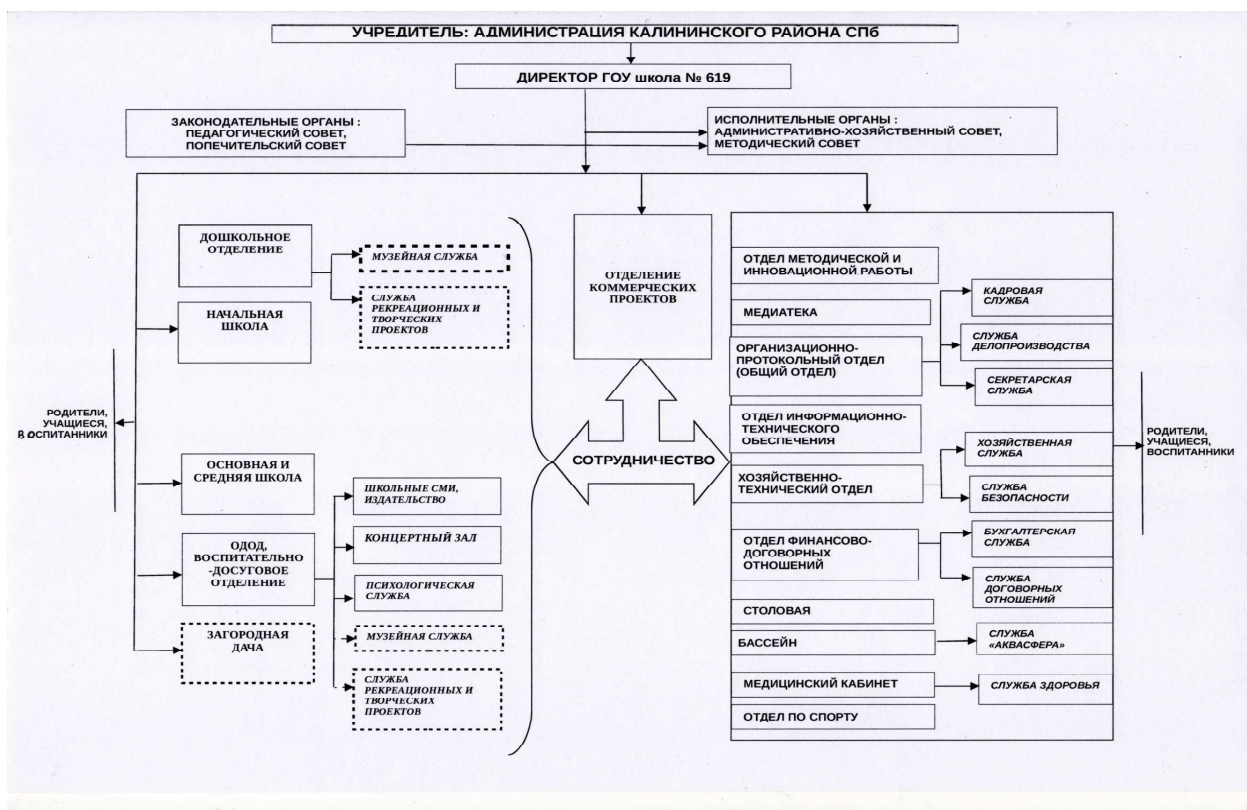 УЧРЕДИТЕЛЬ: АДМИНИСТРАЦИЯ КАЛИНИНСКОГО РАЙОНА СПб
ДИРЕКТОР ГОУ школа № 619
ЗАКОНОДАТЕЛЬНЫЕ ОРГАНЫ :
ПЕДАГОГИЧЕСКИЙ СОВЕТ,
ПОПЕЧИТЕЛЬСКИЙ СОВЕТ
ИСПОЛНИТЕЛЬНЫЕ ОРГАНЫ :
АДМИНИСТРАТИВНО-ХОЗЯЙСТВЕННЫЙ СОВЕТ,
МЕТОДИЧЕСКИЙ СОВЕТ
РОДИТЕЛИ,
УЧАЩИЕСЯ,
ВОСПИТАННИКИ
ДОШКОЛЬНОЕ
ОТДЕЛЕНИЕ
МУЗЕЙНАЯ СЛУЖБА
СЛУЖБА
РЕКРЕАЦИОННЫХ И
ТВОРЧЕСКИХ
ПРОЕКТОВ
НАЧАЛЬНАЯ
ШКОЛА
ОСНОВНАЯ И
СРЕДНЯЯ ШКОЛА
ОДОД,
ВОСПИТАТЕЛЬНО
-ДОСУГОВОЕ
ОТДЕЛЕНИЕ
ЗАГОРОДНАЯ
ДАЧА
ШКОЛЬНЫЕ СМИ,
ИЗДАТЕЛЬСТВО
КОНЦЕРТНЫЙ ЗАЛ
ПСИХОЛОГИЧЕСКАЯ
СЛУЖБА
МУЗЕЙНАЯ СЛУЖБА
СЛУЖБА
РЕКРЕАЦИОННЫХ И
ТВОРЧЕСКИХ
ПРОЕКТОВ
ОТДЕЛЕНИЕ
КОММЕРЧЕСКИХ
ПРОЕКТОВ
СОТРУДНИЧЕСТВО
ОТДЕЛ МЕТОДИЧЕСКОЙ И
ИННОВАЦИОННОЙ РАБОТЫ
МЕДИАТЕКА
ОРГАНИЗАЦИОННО-
ПРОТОКОЛЬНЫЙ ОТДЕЛ
(ОБЩИЙ ОТДЕЛ)
ОТДЕЛ ИНФОРМАЦИОННО-
ТЕХНИЧЕСКОГО
ОБЕСПЕЧЕНИЯ
ХОЗЯЙСТВЕННО-
ТЕХНИЧЕСКИЙ ОТДЕЛ
ОТДЕЛ ФИНАНСОВО-
ДОГОВОРНЫХ
ОТНОШЕНИЙ
СТОЛОВАЯ
БАССЕЙН
МЕДИЦИНСКИЙ КАБИНЕТ
ОТДЕЛ ПО СПОРТУ
КАДРОВАЯ
СЛУЖБА
СЛУЖБА
ДЕЛОПРОИЗВОДСТВА
СЕКРЕТАРСКАЯ
СЛУЖБА
ХОЗЯЙСТВЕННАЯ
СЛУЖБА
СЛУЖБА
БЕЗОПАСНОСТИ
БУХГАЛТЕРСКАЯ
СЛУЖБА
СЛУЖБА
ДОГОВОРНЫХ
ОТНОШЕНИЙ
СЛУЖБА
«АКВАСФЕРА»
СЛУЖБА ЗДОРОВЬЯ
РОДИТЕЛИ,
УЧАЩИЕСЯ,
ВОСПИТАННИКИ